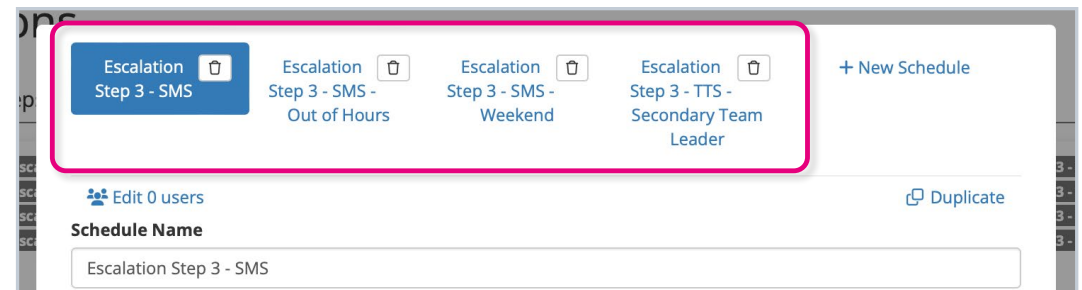 Escalation
Step 3 - SMS
Escalation
Step 3 - SMS -
Out of Hours
Escalation
Step 3 - SMS -
Weekend
Escalation
Step 3 - TTS -
Secondary Team
Leader
+ New Schedule
Edit 0 users
Duplicate
Schedule Name
Escalation Step 3 - SMS